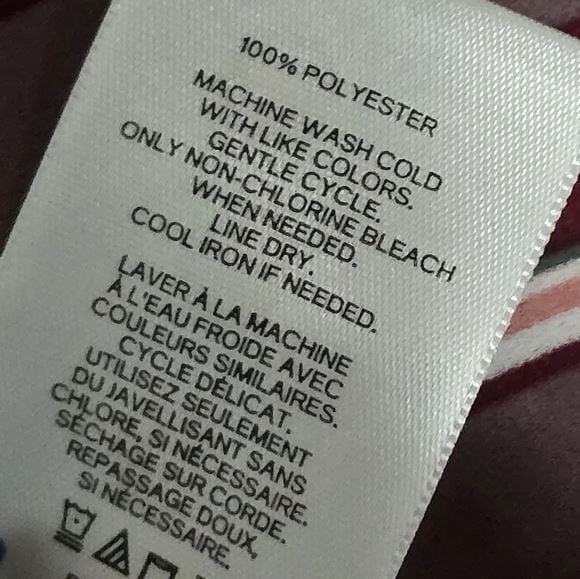 100% POLYESTER
MACHINE WASH COLD
WITH LIKE COLORS.
GENTLE CYCLE.
ONLY NON-CHLORINE BLEACH
WHEN NEEDED.
LINE DRY.
COOL IRON IF NEEDED.
LAVER À LA MACHINE
À L'EAU FROIDE AVEC
COULEURS SIMILAIRES.
CYCLE DÉLICAT.
UTILISEZ SEULEMENT
DU JAVELLISANT SANS
CHLORE, SI NÉCESSAIRE.
SÉCHAGE SUR CORDE.
REPASSAGE DOUX,
SI NÉCESSAIRE.